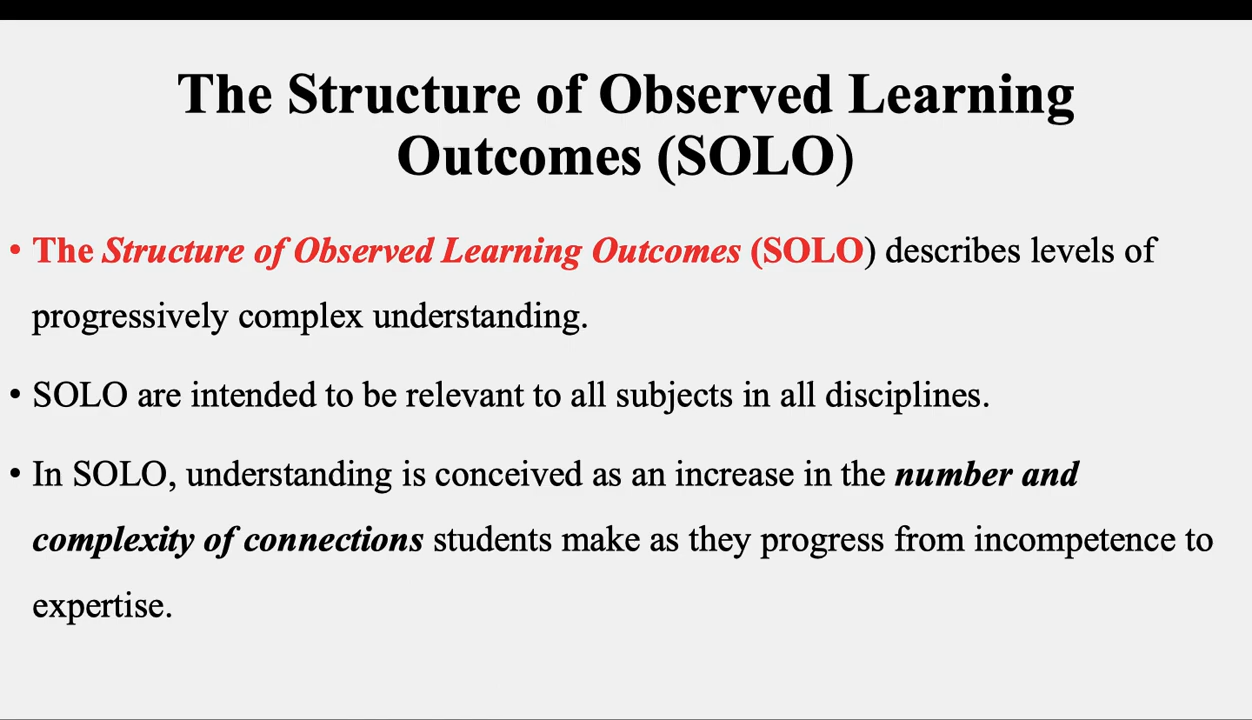 The Structure of Observed Learning
Outcomes (SOLO)
• The Structure of Observed Learning Outcomes (SOLO) describes levels of
progressively complex understanding.
• SOLO are intended to be relevant to all subjects in all disciplines.
• In SOLO, understanding is conceived as an increase in the number and
complexity of connections students make as they progress from incompetence to
expertise.